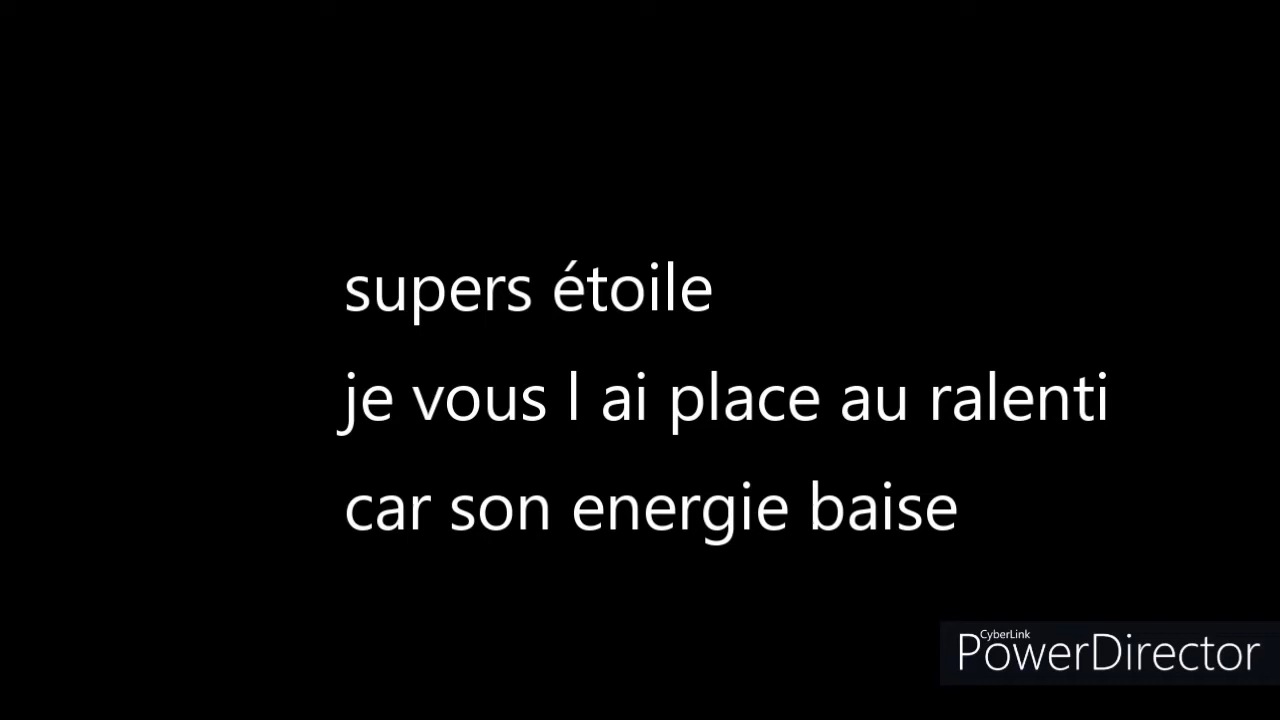 supers étoile
je vous l ai place au ralenti
car son energie baise
CyberLink
PowerDirector